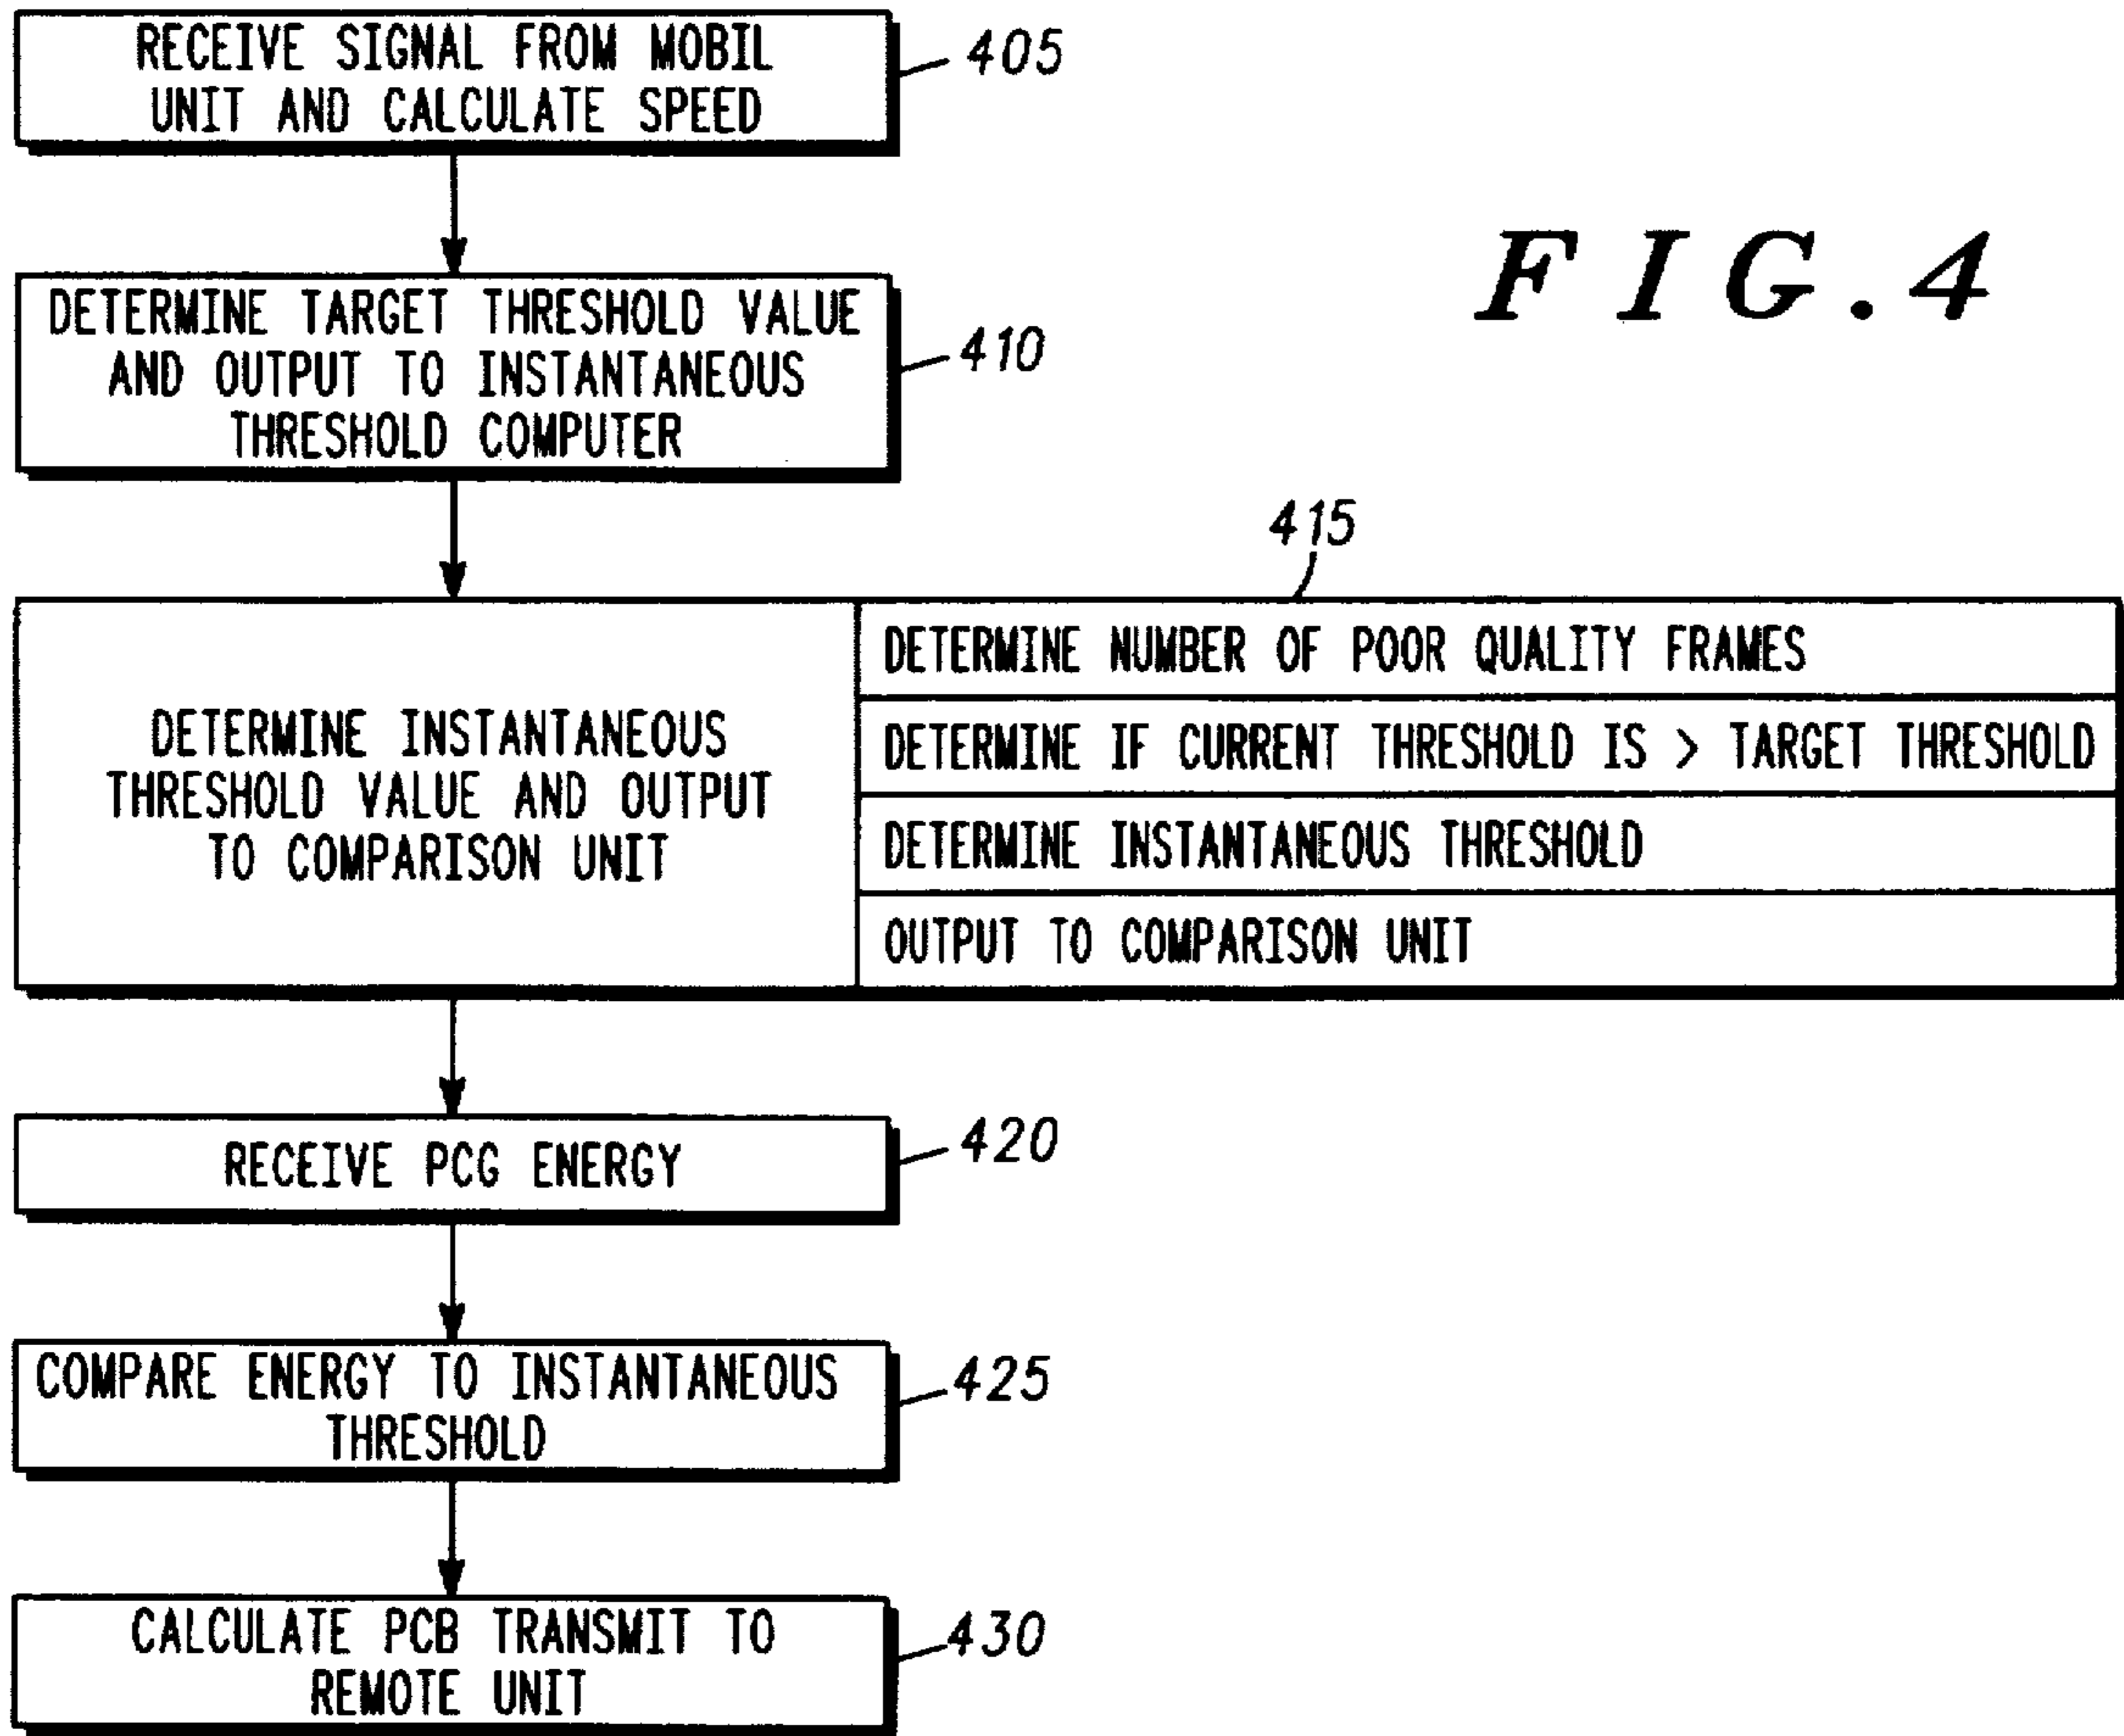 RECEIVE SIGNAL FROM MOBIL
UNIT AND CALCULATE SPEED
405
FIG.4
DETERMINE TARGET THRESHOLD VALUE
AND OUTPUT TO INSTANTANEOUS
THRESHOLD COMPUTER
410
415
DETERMINE INSTANTANEOUS
THRESHOLD VALUE AND OUTPUT
TO COMPARISON UNIT
DETERMINE NUMBER OF POOR QUALITY FRAMES
DETERMINE IF CURRENT THRESHOLD IS > TARGET THRESHOLD
DETERMINE INSTANTANEOUS THRESHOLD
OUTPUT TO COMPARISON UNIT
RECEIVE PCG ENERGY
420
COMPARE ENERGY TO INSTANTANEOUS
THRESHOLD
425
CALCULATE PCB TRANSMIT TO
REMOTE UNIT
430